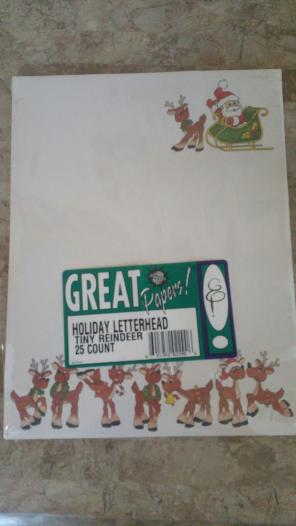 GREAT
Papers!
HOLIDAY LETTERHEAD
TINY REINDEER
25 COUNT